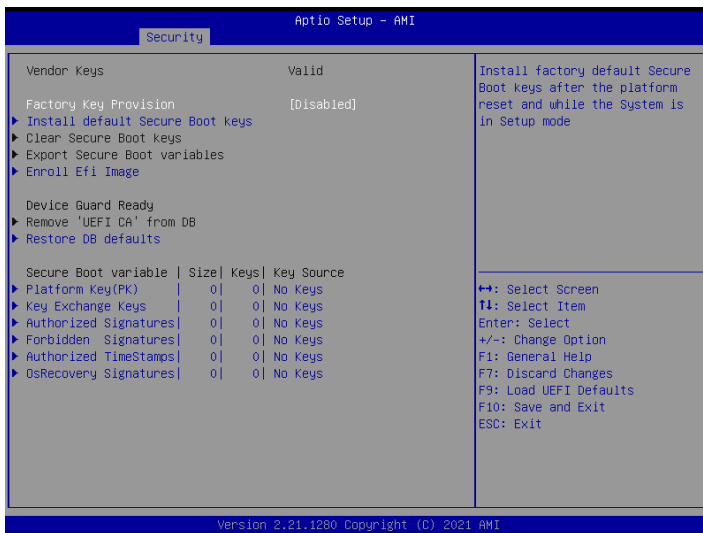 Aptio Setup - AMI
Security
Vendor Keys Valid
Factory Key Provision [Disabled]
Install default Secure Boot keys
Clear Secure Boot keys
Export Secure Boot variables
Enroll Efi Image
Device Guard Ready
Remove 'UEFI CA' from DB
Restore DB defaults
Secure Boot variable | Size| Keys| Key Source
Platform Key(PK) | 0| 0| No Keys
Key Exchange Keys | 0| 0| No Keys
Authorized Signatures| 0| 0| No Keys
Forbidden Signatures| 0| 0| No Keys
Authorized TimeStamps| 0| 0| No Keys
OsRecovery Signatures| 0| 0| No Keys
Install factory default Secure
Boot keys after the platform
reset and while the System is
in Setup mode
↔: Select Screen
↑↓: Select Item
Enter: Select
+/-: Change Option
F1: General Help
F7: Discard Changes
F9: Load UEFI Defaults
F10: Save and Exit
ESC: Exit
Version 2.21.1280 Copyright (C) 2021 AMI